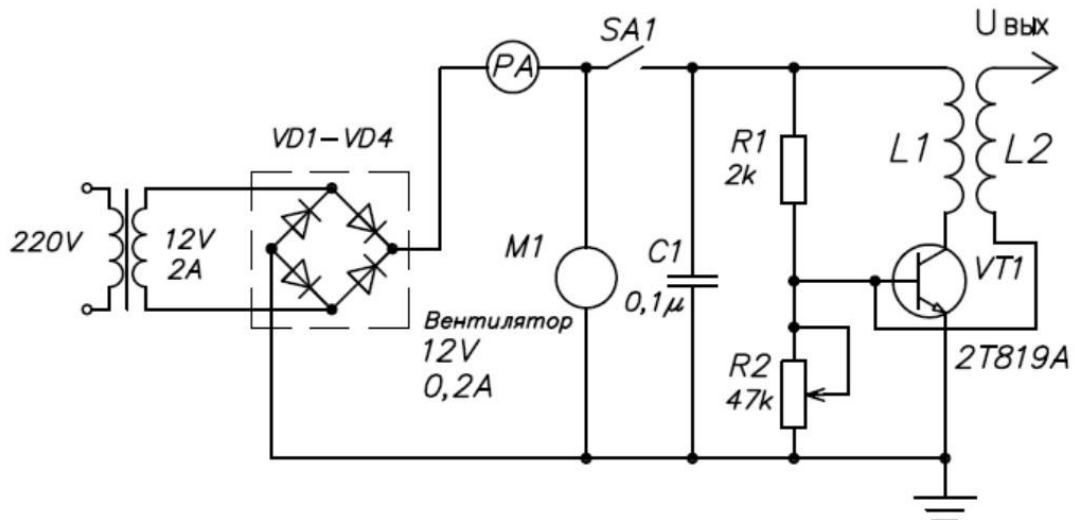 SA1
U вых
PA
VD1-VD4
R1
2k
L1
L2
220V
12V
2A
M1
C1
0,1µ
VT1
Вентилятор
12V
0,2A
R2
47k
2T819A